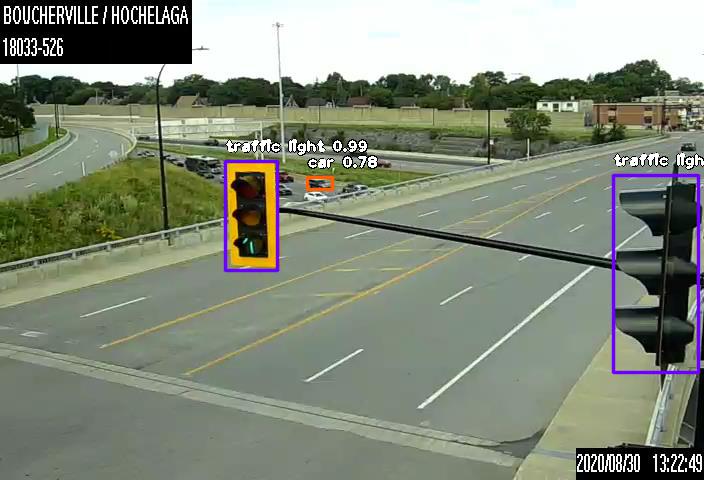 BOUCHERVILLE / HOCHELAGA
18033-526
traffic light 0.99
car 0.78
traffic ligh
2020/08/30 13:22:49